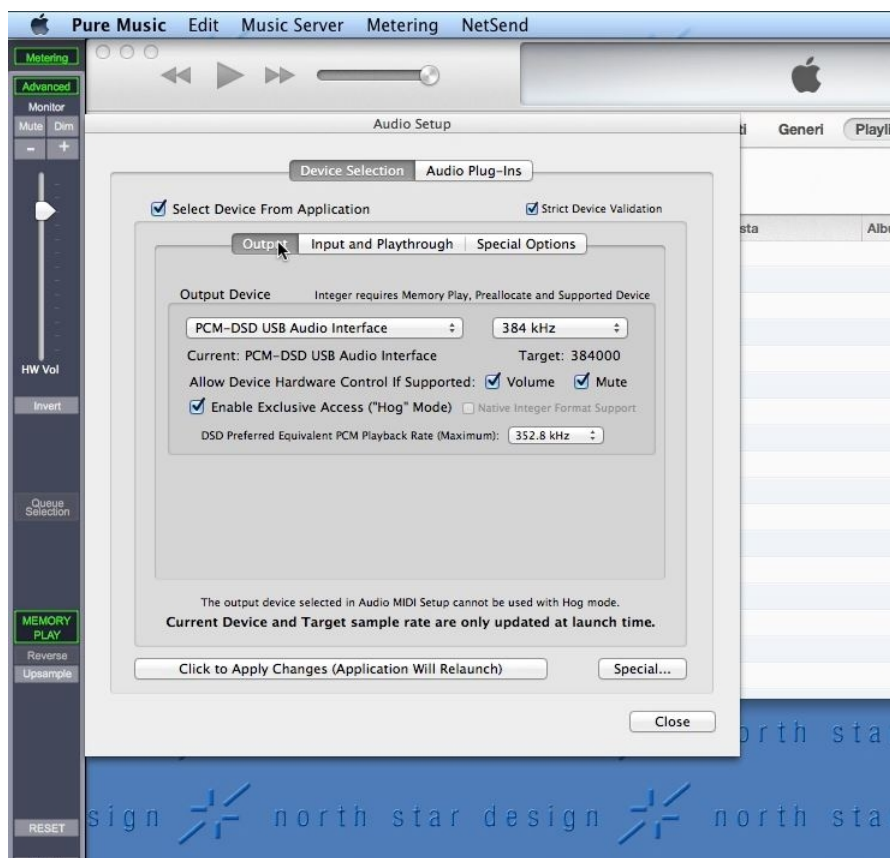 Pure Music Edit Music Server Metering NetSend
Metering
Advanced
Monitor
Mute Dim
- +
HW Vol
Invert
Queue
Selection
MEMORY
PLAY
Reverse
Upsample
RESET
Generi Playli
sta Albu
Audio Setup
Device Selection Audio Plug-Ins
Select Device From Application Strict Device Validation
Output Input and Playthrough Special Options
Output Device Integer requires Memory Play, Preallocate and Supported Device
PCM-DSD USB Audio Interface 384 kHz
Current: PCM-DSD USB Audio Interface Target: 384000
Allow Device Hardware Control If Supported: Volume Mute
Enable Exclusive Access ("Hog" Mode) Native Integer Format Support
DSD Preferred Equivalent PCM Playback Rate (Maximum): 352.8 kHz
The output device selected in Audio MIDI Setup cannot be used with Hog mode.
Current Device and Target sample rate are only updated at launch time.
Click to Apply Changes (Application Will Relaunch) Special...
Close
orth sta
sign north star design north sta